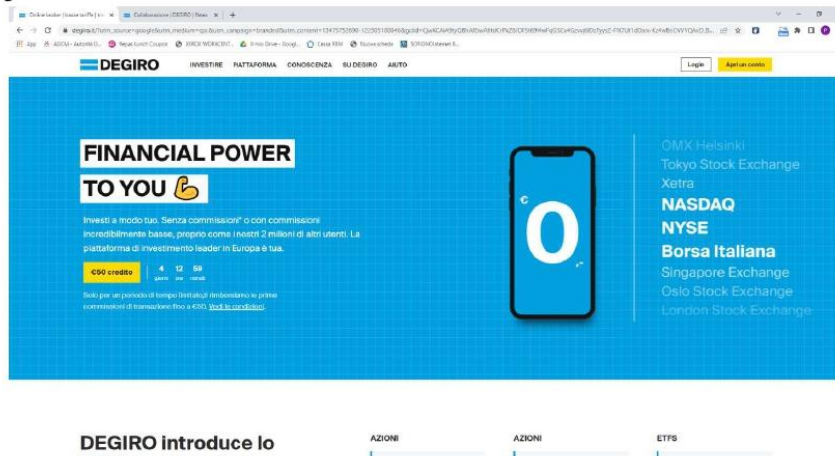 DEGIRO
INVESTIRE PIATTAFORMA CONOSCENZA SU DEGIRO AIUTO
Login
Apri un conto
FINANCIAL POWER
TO YOU 💪
Investi a modo tuo. Senza commissioni* o con commissioni
incredibilmente basse, proprio come i nostri 2 milioni di altri utenti. La
piattaforma di investimento leader in Europa è tua.
€50 credito
4 12 59
giorni ore minuti
Solo per un periodo di tempo limitato,ti rimborsiamo le prime
commissioni di transazione fino a €50. Vedi le condizioni.
€
0,
OMX Helsinki
Tokyo Stock Exchange
Xetra
NASDAQ
NYSE
Borsa Italiana
Singapore Exchange
Oslo Stock Exchange
London Stock Exchange
DEGIRO introduce lo
AZIONI
AZIONI
ETFS